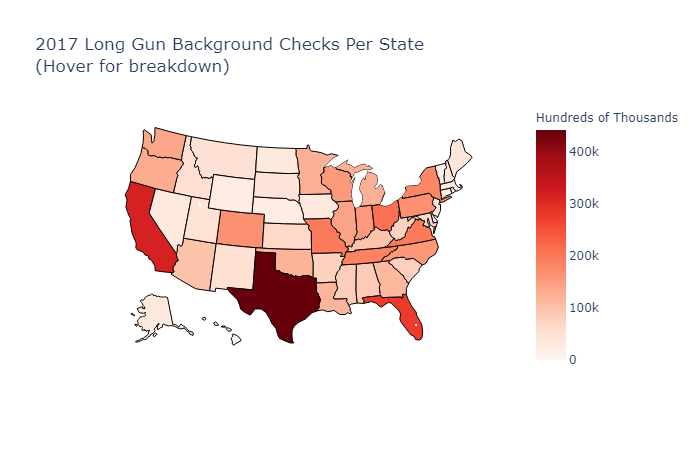 2017 Long Gun Background Checks Per State
(Hover for breakdown)
Hundreds of Thousands
400k
300k
200k
100k
0